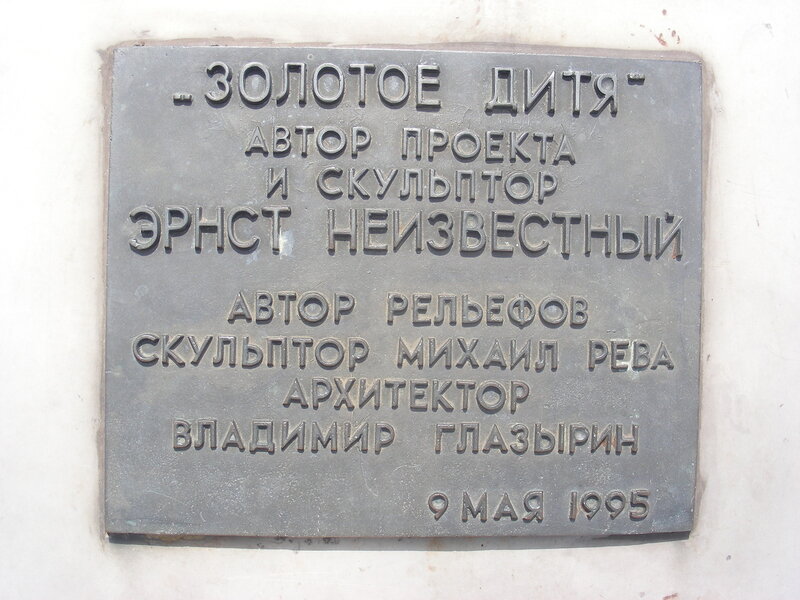 „ЗОЛОТОЕ ДИТЯ"
АВТОР ПРОЕКТА
И СКУЛЬПТОР
ЭРНСТ НЕИЗВЕСТНЫЙ
АВТОР РЕЛЬЕФОВ
СКУЛЬПТОР МИХАИЛ РЕВА
АРХИТЕКТОР
ВЛАДИМИР ГЛАЗЫРИН
9 МАЯ 1995